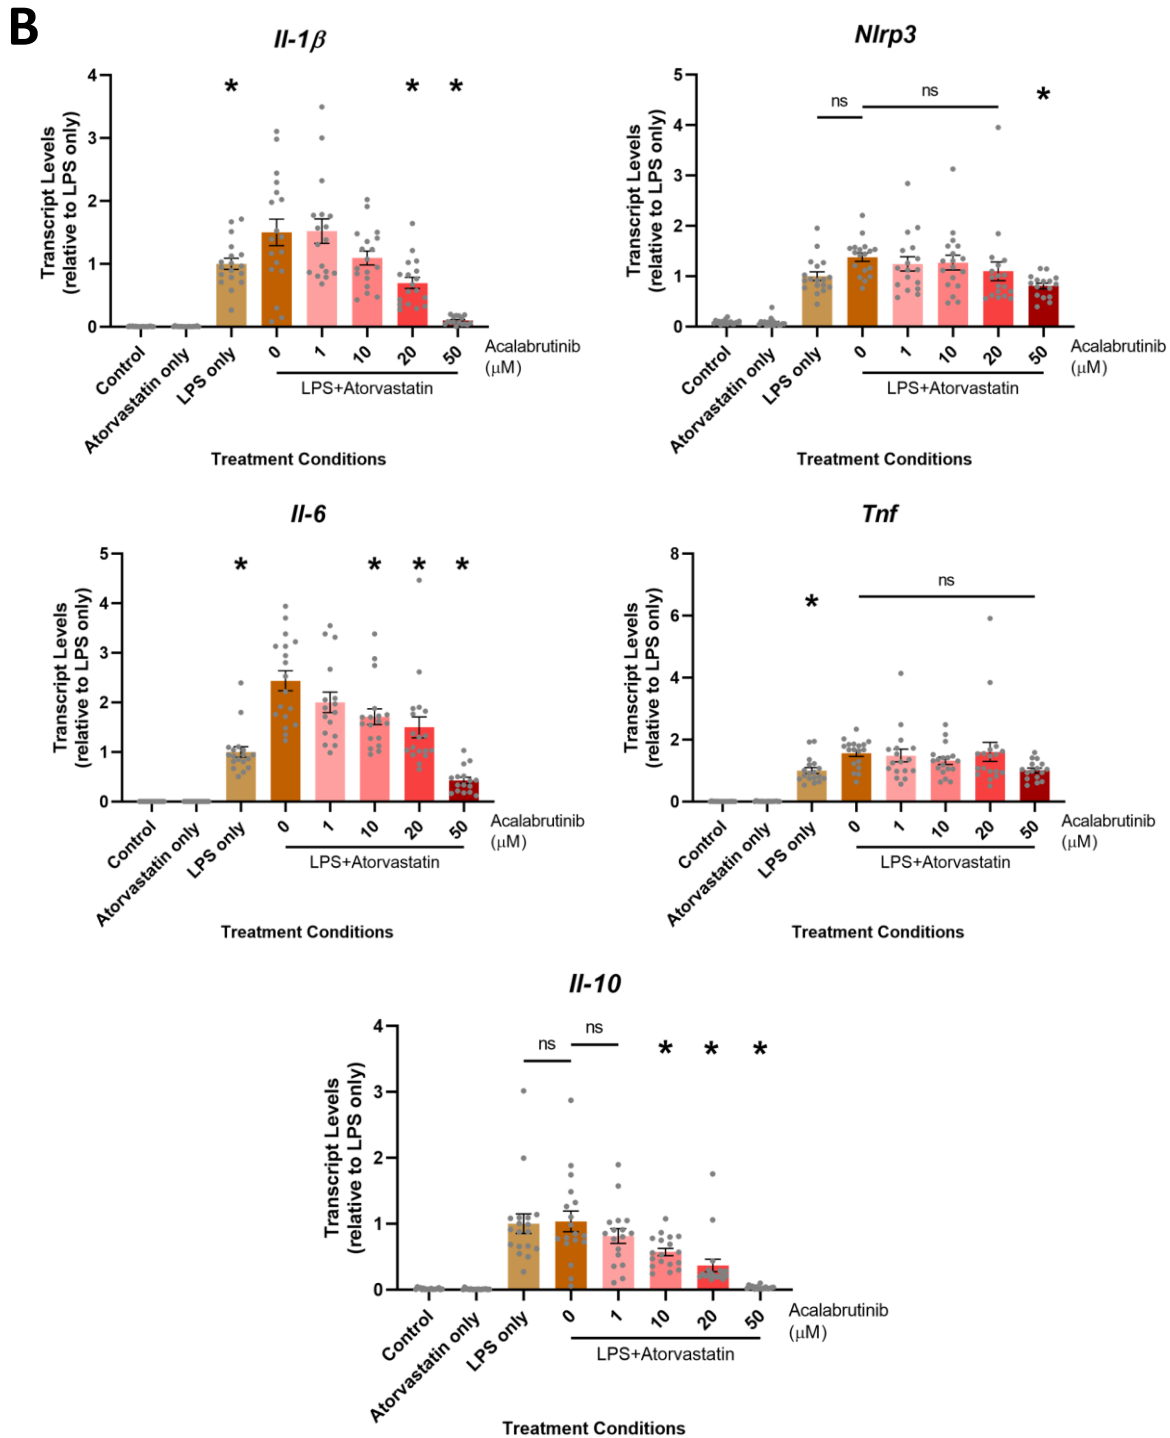 B
Il-1β
Transcript Levels
(relative to LPS only)
4
3
2
1
0
* * *
Control
Atorvastatin only
LPS only
0
1
10
20
50
Acalabrutinib
(μM)
LPS+Atorvastatin
Treatment Conditions
Nlrp3
Transcript Levels
(relative to LPS only)
5
4
3
2
1
0
ns
ns
*
Control
Atorvastatin only
LPS only
0
1
10
20
50
Acalabrutinib
(μM)
LPS+Atorvastatin
Treatment Conditions
Il-6
Transcript Levels
(relative to LPS only)
5
4
3
2
1
0
* * * *
Control
Atorvastatin only
LPS only
0
1
10
20
50
Acalabrutinib
(μM)
LPS+Atorvastatin
Treatment Conditions
Tnf
Transcript Levels
(relative to LPS only)
8
6
4
2
0
*
ns
Control
Atorvastatin only
LPS only
0
1
10
20
50
Acalabrutinib
(μM)
LPS+Atorvastatin
Treatment Conditions
Il-10
Transcript Levels
(relative to LPS only)
4
3
2
1
0
ns
ns
* * *
Control
Atorvastatin only
LPS only
0
1
10
20
50
Acalabrutinib
(μM)
LPS+Atorvastatin
Treatment Conditions